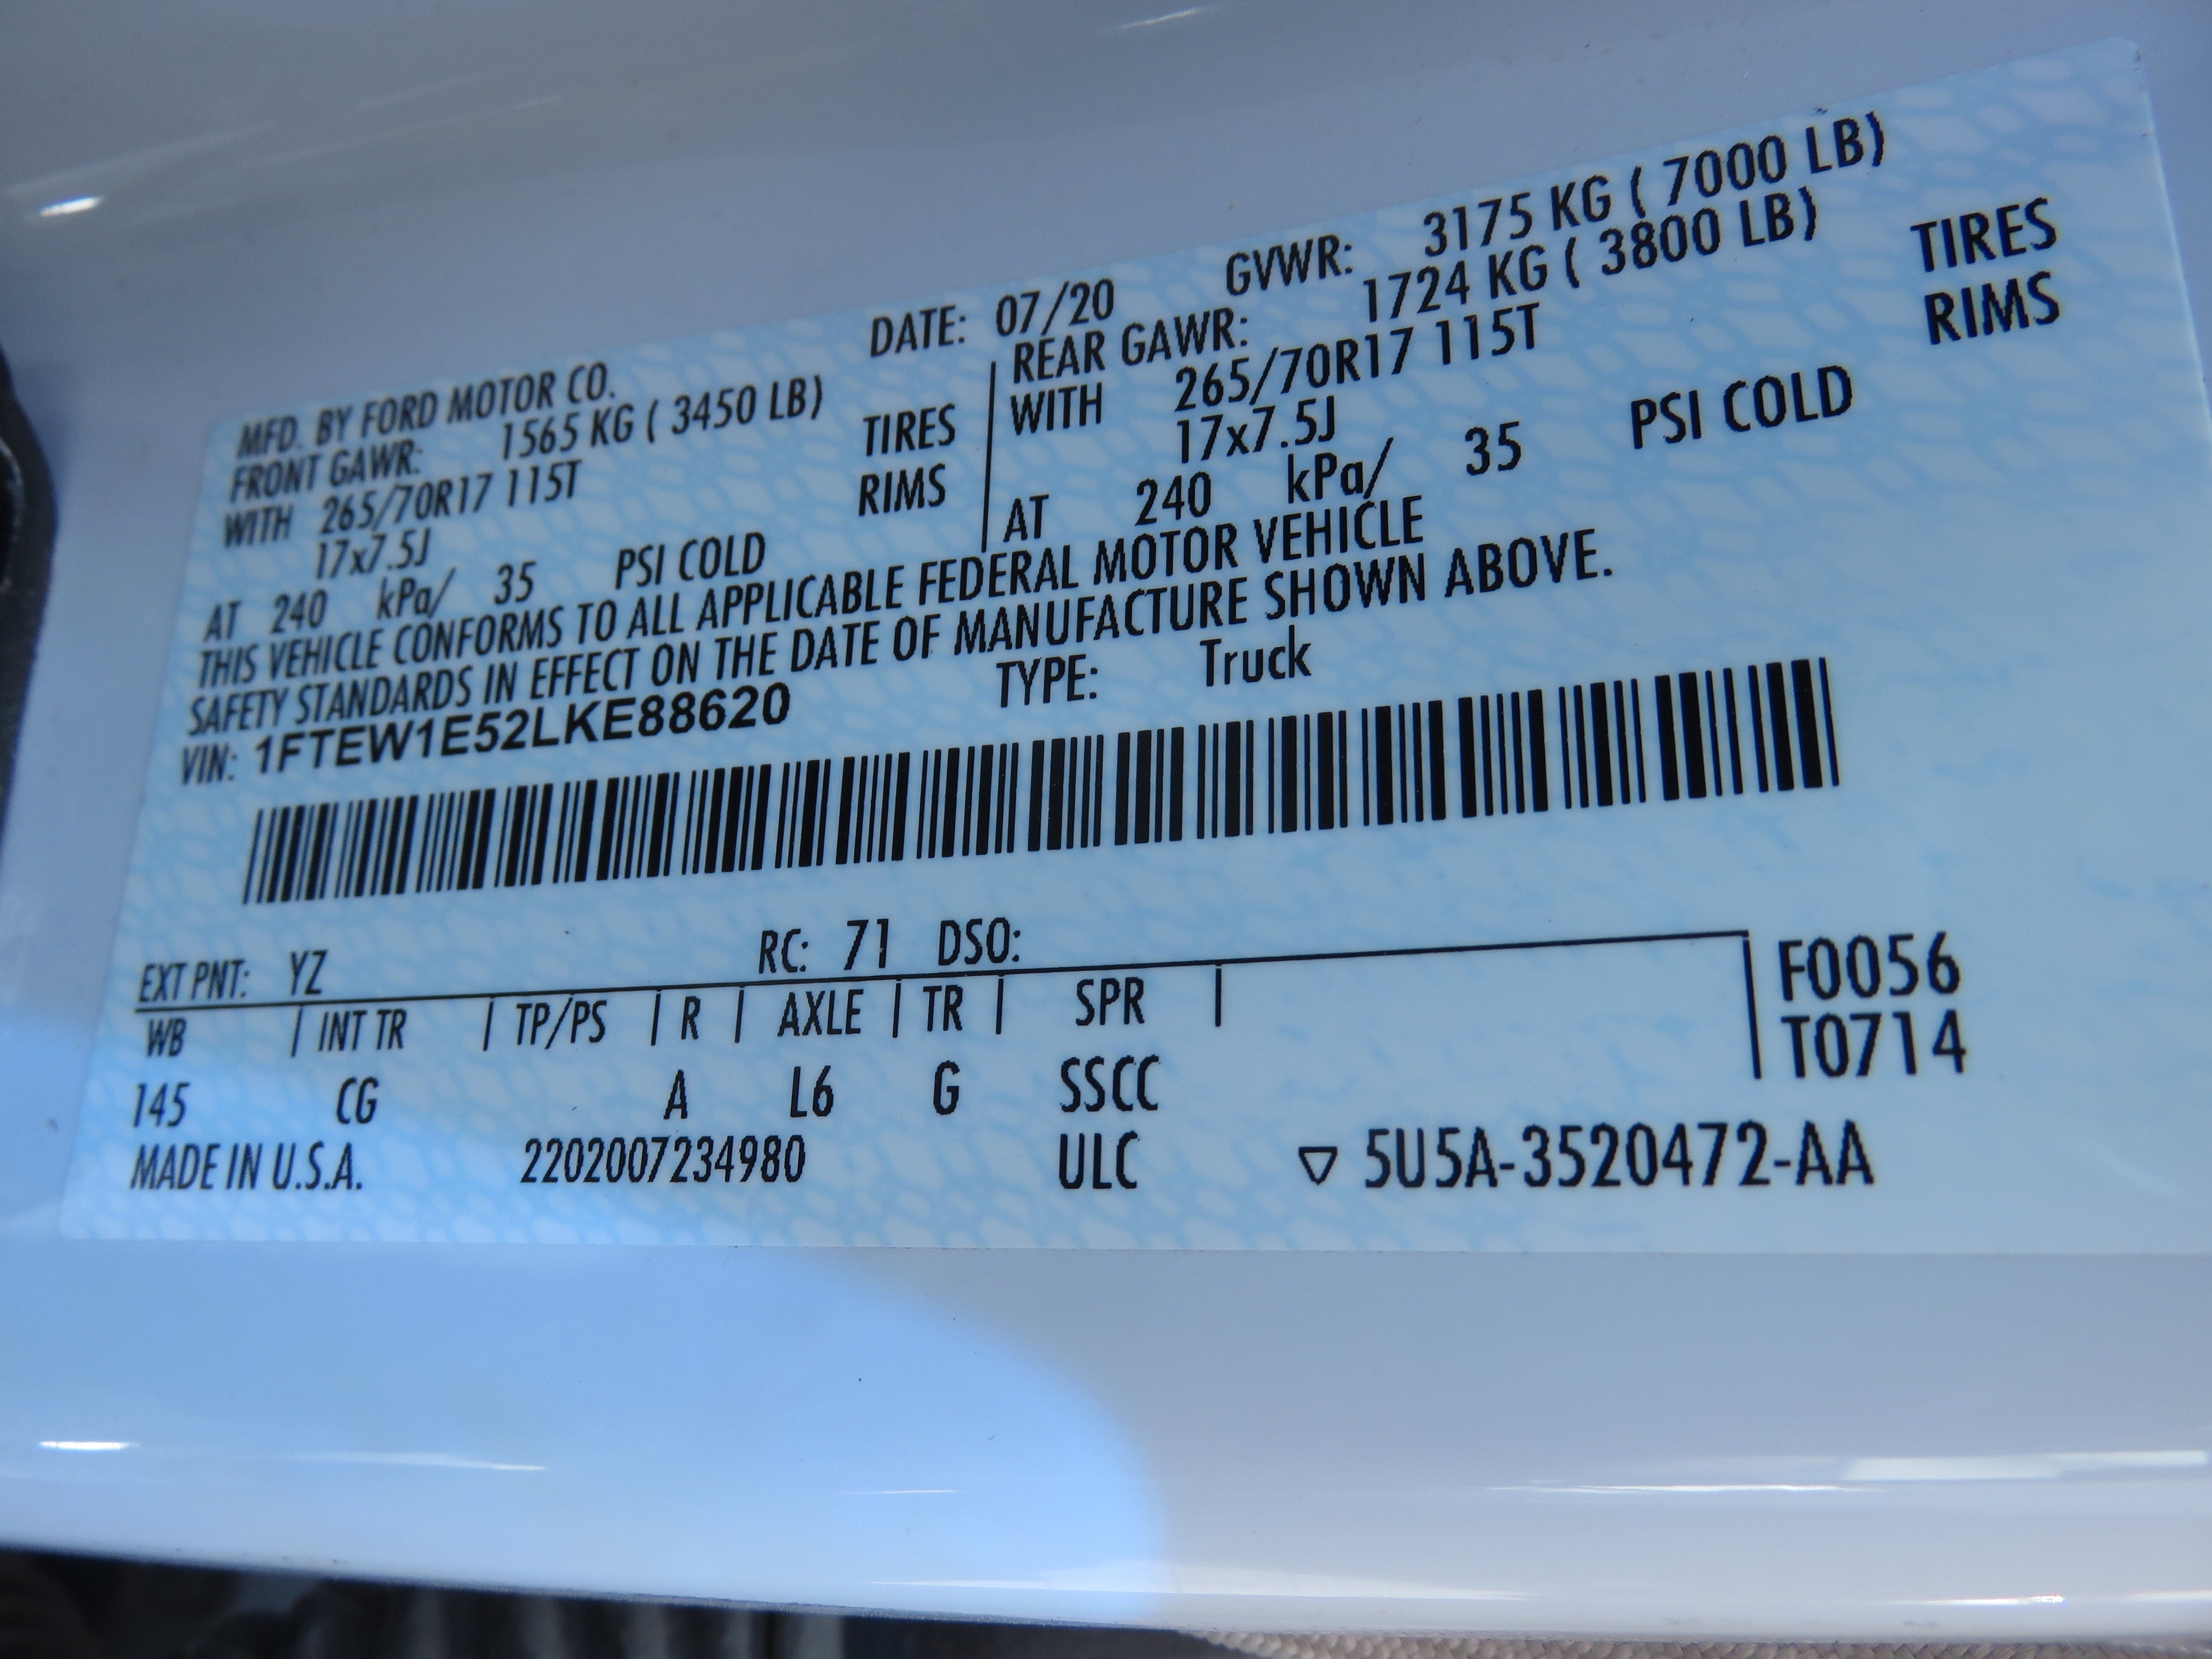 MFD. BY FORD MOTOR CO. DATE: 07/20 GVWR: 3175 KG ( 7000 LB)
FRONT GAWR: 1565 KG ( 3450 LB) REAR GAWR: 1724 KG ( 3800 LB)
WITH 265/70R17 115T TIRES WITH 265/70R17 115T TIRES
17x7.5J RIMS 17x7.5J RIMS
AT 240 kPa/ 35 PSI COLD AT 240 kPa/ 35 PSI COLD
THIS VEHICLE CONFORMS TO ALL APPLICABLE FEDERAL MOTOR VEHICLE
SAFETY STANDARDS IN EFFECT ON THE DATE OF MANUFACTURE SHOWN ABOVE.
VIN: 1FTEW1E52LKE88620 TYPE: Truck
EXT PNT: YZ RC: 71 DSO:
WB | INT TR | TP/PS | R | AXLE | TR | SPR | F0056
T0714
145 CG A L6 G SSCC
MADE IN U.S.A. 2202007234980 ULC ▽ 5U5A-3520472-AA